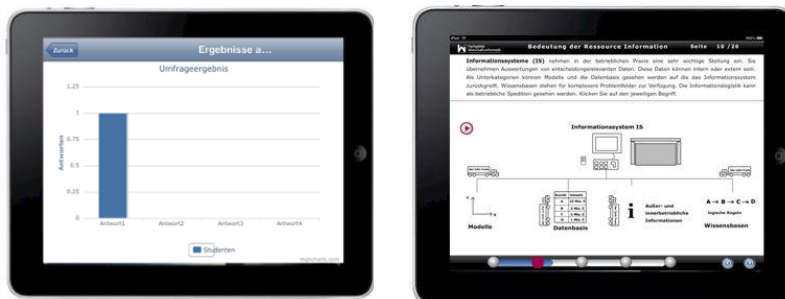 Zurück
Ergebnisse a...
Umfrageergebnis
1.25
1
0.75
0.5
0.25
0
Antworten
Antwort1
Antwort2
Antwort3
Antwort4
Studenten
highcharts.com
iPad
Bedeutung der Ressource Information
Seite 10 /26
Informationssysteme (IS) nehmen in der betrieblichen Praxis eine sehr wichtige Stellung ein. Sie
übernehmen Auswertungen von entscheidungsrelevanten Daten. Diese Daten können intern oder extern sein.
Als Unterkategorien können Modelle und die Datenbasis gesehen werden auf die das Informationssystem
zurückgreift. Wissensbasen stehen für komplexere Problemfelder zur Verfügung. Die Informationslogistik kann
als betriebliche Spedition gesehen werden. Klicken Sie auf den jeweiligen Begriff.
Informationssystem IS
Y
X
Modelle
Datenbasis
i
Außer- und
innerbetriebliche
Informationen
A → B → C → D
logische Regeln
Wissensbasen